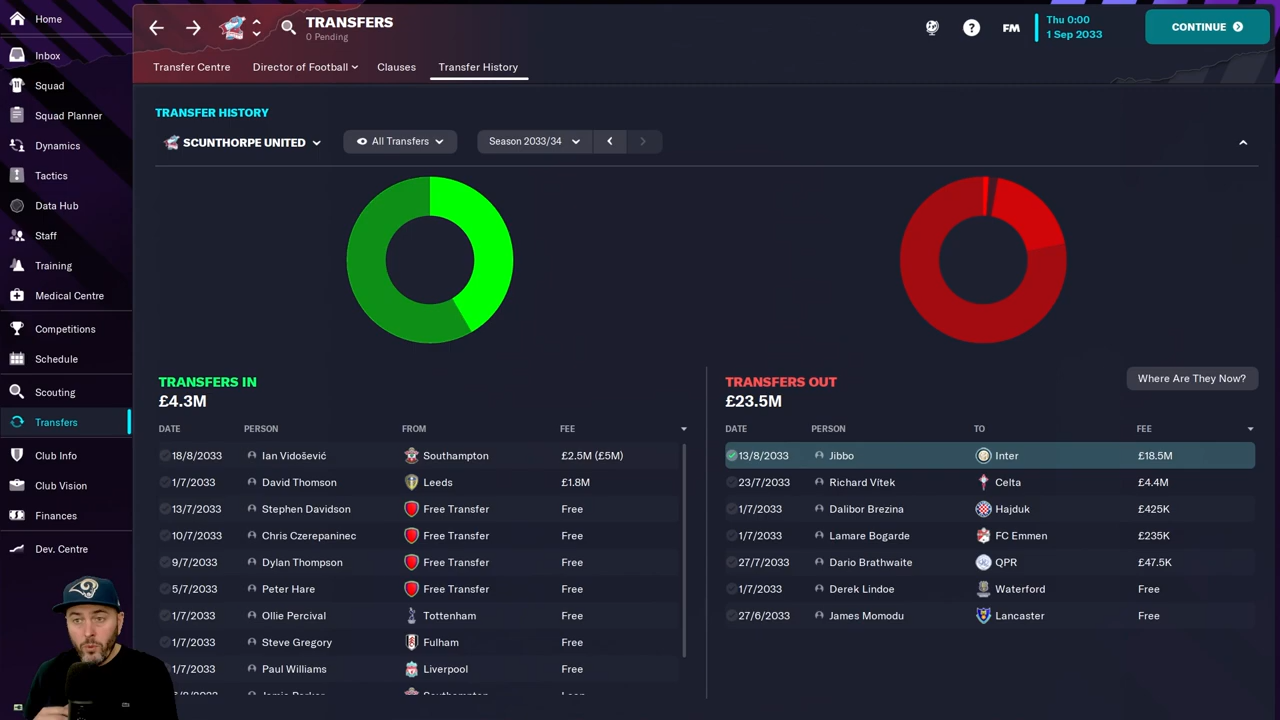 Home
Inbox
Squad
Squad Planner
Dynamics
Tactics
Data Hub
Staff
Training
Medical Centre
Competitions
Schedule
Scouting
Transfers
Club Info
Club Vision
Finances
Dev. Centre
TRANSFERS
0 Pending
FM
Thu 0:00
1 Sep 2033
CONTINUE
Transfer Centre Director of Football Clauses Transfer History
TRANSFER HISTORY
SCUNTHORPE UNITED All Transfers Season 2033/34
TRANSFERS IN
£4.3M
DATE PERSON FROM FEE
18/8/2033 Ian Vidošević Southampton £2.5M (£5M)
1/7/2033 David Thomson Leeds £1.8M
13/7/2033 Stephen Davidson Free Transfer Free
10/7/2033 Chris Czerepaninec Free Transfer Free
9/7/2033 Dylan Thompson Free Transfer Free
5/7/2033 Peter Hare Free Transfer Free
1/7/2033 Ollie Percival Tottenham Free
1/7/2033 Steve Gregory Fulham Free
1/7/2033 Paul Williams Liverpool Free
TRANSFERS OUT
£23.5M
Where Are They Now?
DATE PERSON TO FEE
13/8/2033 Jibbo Inter £18.5M
23/7/2033 Richard Vítek Celta £4.4M
1/7/2033 Dalibor Brezina Hajduk £425K
1/7/2033 Lamare Bogarde FC Emmen £235K
27/7/2033 Dario Brathwaite QPR £47.5K
1/7/2033 Derek Lindoe Waterford Free
27/6/2033 James Momodu Lancaster Free